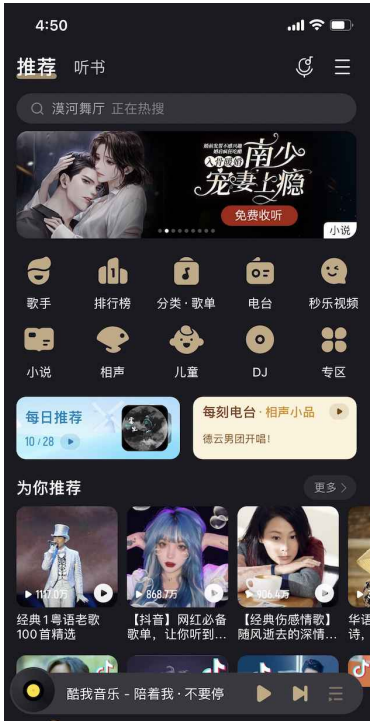 4:50
推荐 听书
漠河舞厅 正在热搜
入骨暖婚
南少
宠妻上瘾
免费收听
小说
歌手 排行榜 分类·歌单 电台 秒乐视频
小说 相声 儿童 DJ 专区
每日推荐
10/28
每刻电台·相声小品
德云男团开唱!
为你推荐
更多
1117.0万 868.7万 906.4万
经典1粤语老歌
100首精选
【抖音】网红必备
歌单，让你听到...
【经典伤感情歌】
随风逝去的深情...
华语
诗，
酷我音乐 - 陪着我·不要停